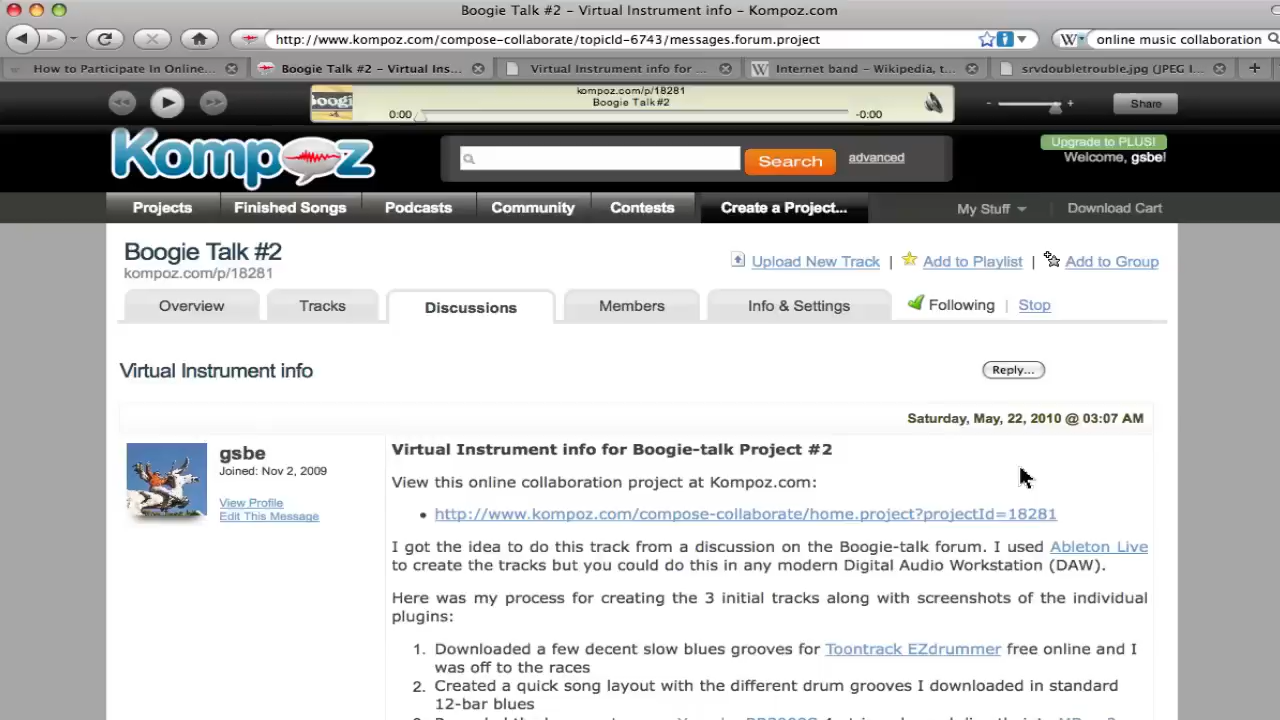 Boogie Talk #2 – Virtual Instrument info – Kompoz.com
http://www.kompoz.com/compose-collaborate/topicId-6743/messages.forum.project
W
online music collaboration
How to Participate In Online...
Boogie Talk #2 – Virtual Ins...
Virtual Instrument info for ...
W Internet band – Wikipedia, t...
srvdoubletrouble.jpg (JPEG I...
kompoz.com/p/18281
Boogie Talk #2
0:00
-0:00
- +
Share
Kompoz
Search
advanced
Upgrade to PLUS!
Welcome, gsbe!
Projects
Finished Songs
Podcasts
Community
Contests
Create a Project...
My Stuff
Download Cart
Boogie Talk #2
kompoz.com/p/18281
Upload New Track | Add to Playlist | Add to Group
Overview
Tracks
Discussions
Members
Info & Settings
Following | Stop
Virtual Instrument info
Reply...
Saturday, May, 22, 2010 @ 03:07 AM
gsbe
Joined: Nov 2, 2009
View Profile
Edit This Message
Virtual Instrument info for Boogie-talk Project #2
View this online collaboration project at Kompoz.com:
• http://www.kompoz.com/compose-collaborate/home.project?projectId=18281
I got the idea to do this track from a discussion on the Boogie-talk forum. I used Ableton Live
to create the tracks but you could do this in any modern Digital Audio Workstation (DAW).
Here was my process for creating the 3 initial tracks along with screenshots of the individual
plugins:
1. Downloaded a few decent slow blues grooves for Toontrack EZdrummer free online and I
was off to the races
2. Created a quick song layout with the different drum grooves I downloaded in standard
12-bar blues